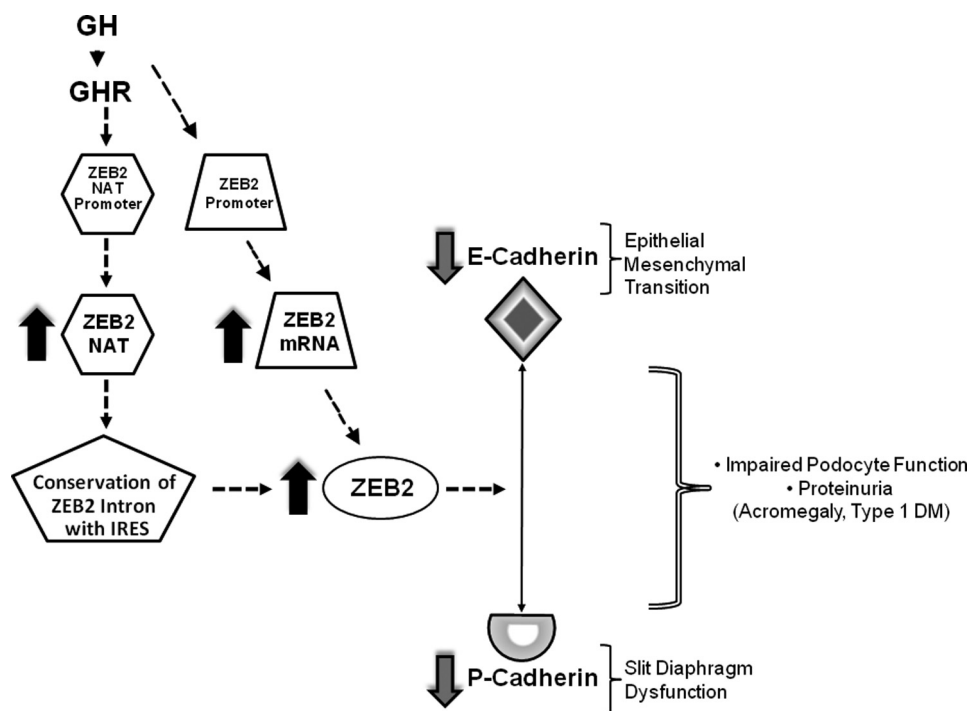 GH
GHR
ZEB2
NAT
Promoter
ZEB2
Promoter
ZEB2
NAT
ZEB2
mRNA
Conservation of
ZEB2 Intron
with IRES
ZEB2
E-Cadherin
Epithelial
Mesenchymal
Transition
• Impaired Podocyte Function
• Proteinuria
(Acromegaly, Type 1 DM)
P-Cadherin
Slit Diaphragm
Dysfunction